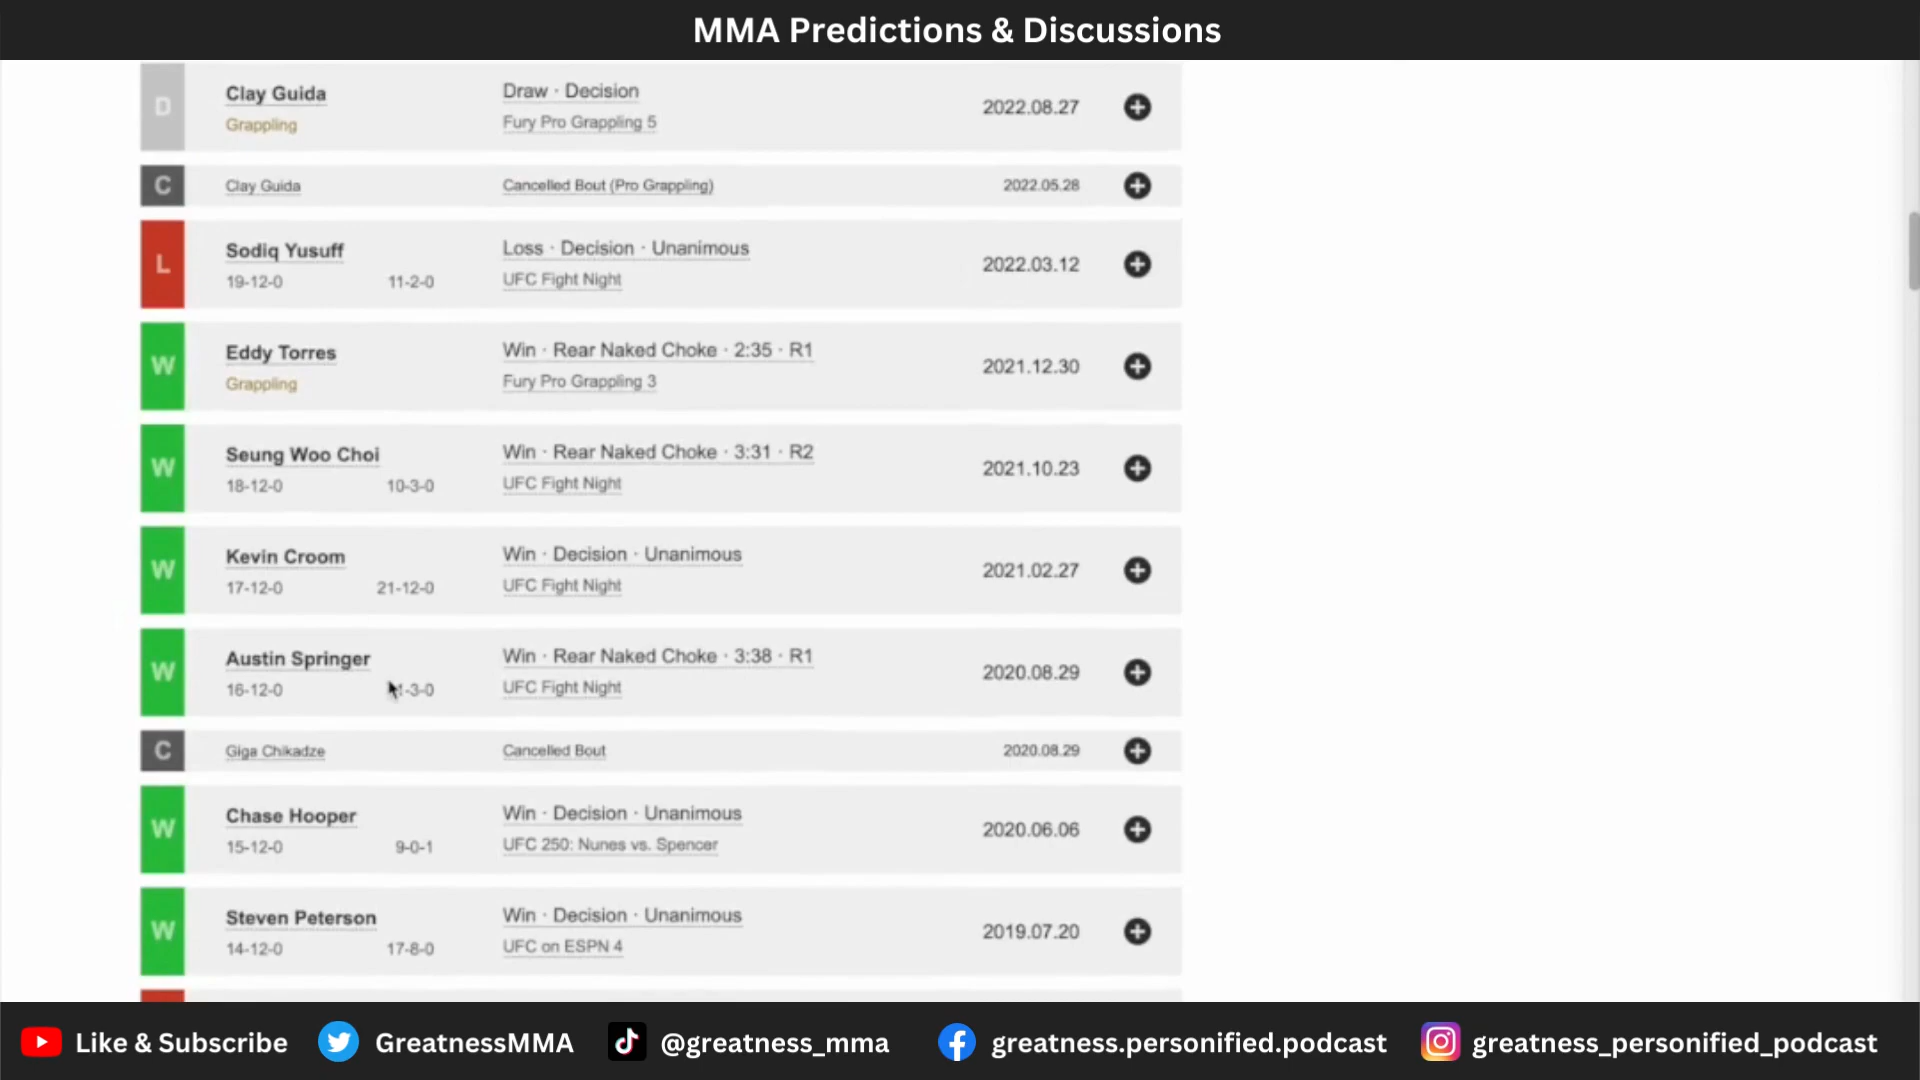 MMA Predictions & Discussions
D
Clay Guida
Draw · Decision
2022.08.27
Grappling
Fury Pro Grappling 5
C
Clay Guida
Cancelled Bout (Pro Grappling)
2022.05.28
L
Sodiq Yusuff
Loss · Decision · Unanimous
2022.03.12
19-12-0
11-2-0
UFC Fight Night
W
Eddy Torres
Win · Rear Naked Choke · 2:35 · R1
2021.12.30
Grappling
Fury Pro Grappling 3
W
Seung Woo Choi
Win · Rear Naked Choke · 3:31 · R2
2021.10.23
18-12-0
10-3-0
UFC Fight Night
W
Kevin Croom
Win · Decision · Unanimous
2021.02.27
17-12-0
21-12-0
UFC Fight Night
W
Austin Springer
Win · Rear Naked Choke · 3:38 · R1
2020.08.29
16-12-0
UFC Fight Night
C
Giga Chikadze
Cancelled Bout
2020.08.29
W
Chase Hooper
Win · Decision · Unanimous
2020.06.06
15-12-0
9-0-1
UFC 250: Nunes vs. Spencer
W
Steven Peterson
Win · Decision · Unanimous
2019.07.20
14-12-0
17-8-0
UFC on ESPN 4
Like & Subscribe
GreatnessMMA
@greatness_mma
greatness.personified.podcast
greatness_personified_podcast